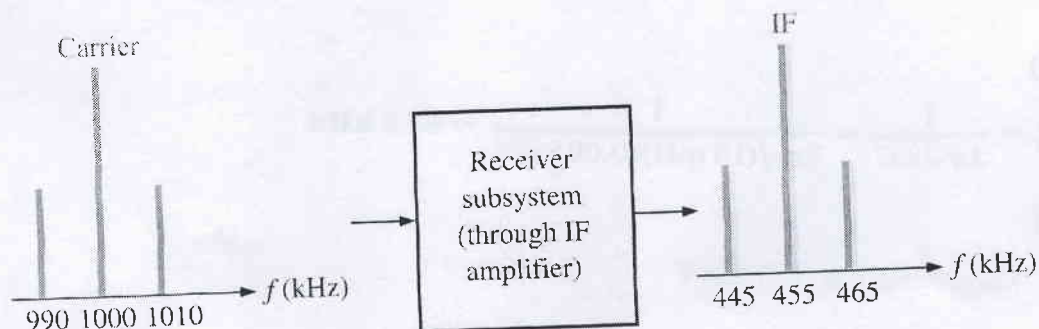 Carrier
990 1000 1010
f (kHz)
Receiver
subsystem
(through IF
amplifier)
IF
445 455 465
f (kHz)